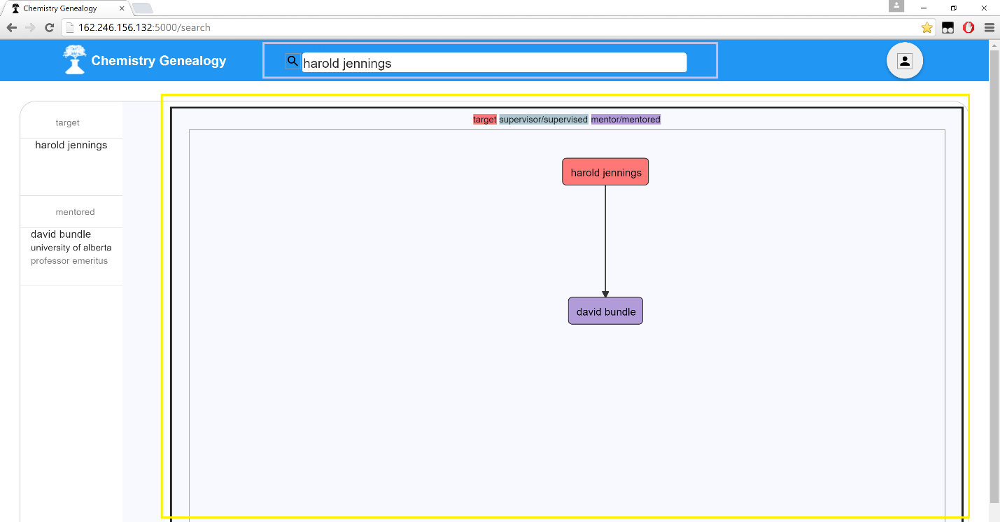 Chemistry Genealogy
162.246.156.132:5000/search
Chemistry Genealogy
harold jennings
target supervisor/supervised mentor/mentored
target
harold jennings
mentored
david bundle
university of alberta
professor emeritus
harold jennings
david bundle